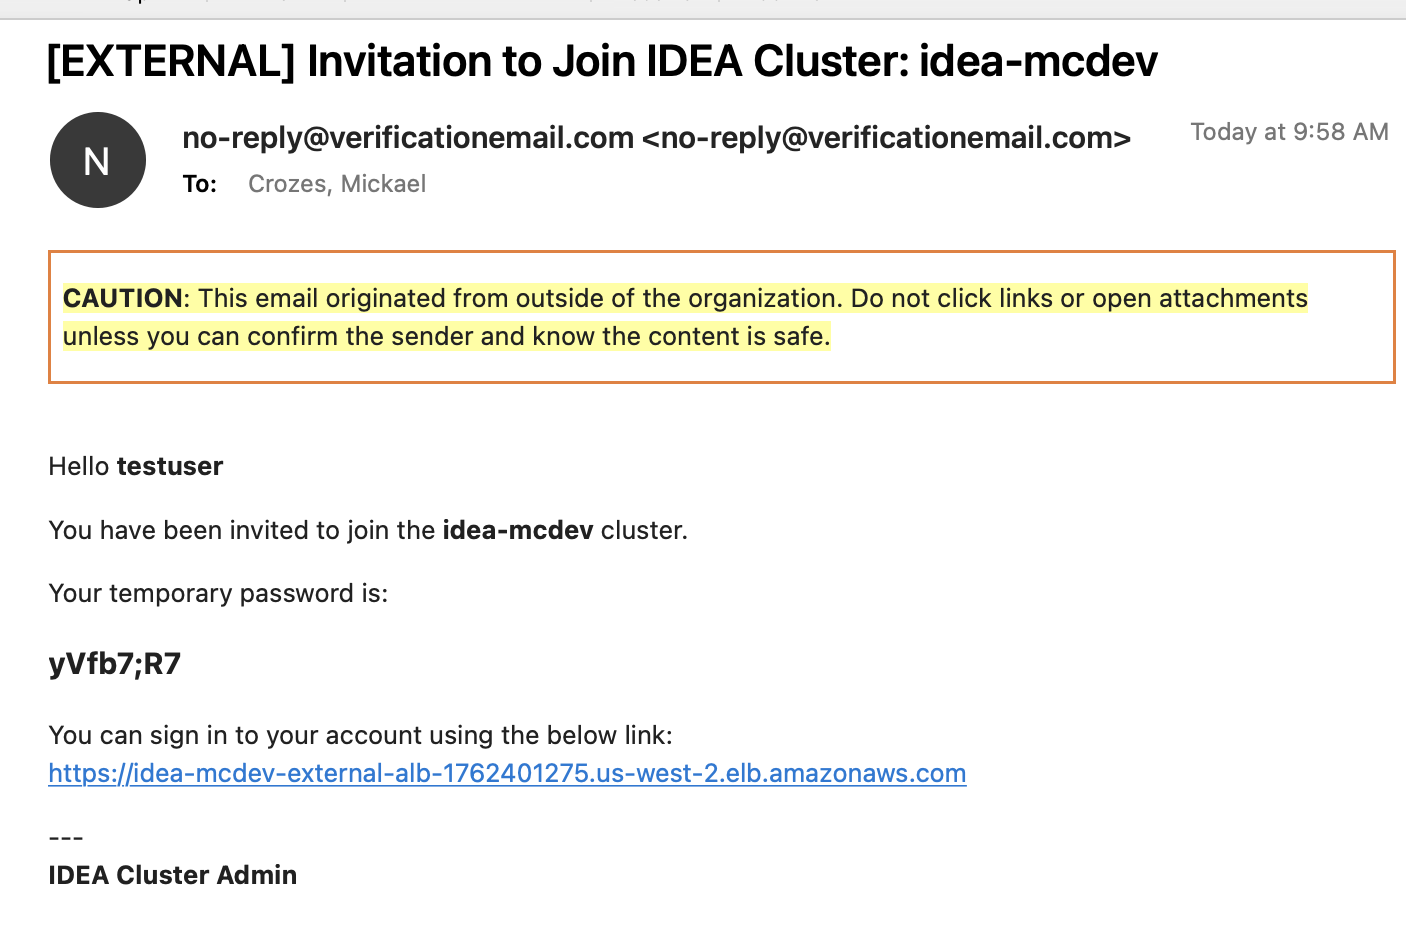 [EXTERNAL] Invitation to Join IDEA Cluster: idea-mcdev
N
no-reply@verificationemail.com <no-reply@verificationemail.com>
Today at 9:58 AM
To: Crozes, Mickael
CAUTION: This email originated from outside of the organization. Do not click links or open attachments
unless you can confirm the sender and know the content is safe.
Hello testuser
You have been invited to join the idea-mcdev cluster.
Your temporary password is:
yVfb7;R7
You can sign in to your account using the below link:
https://idea-mcdev-external-alb-1762401275.us-west-2.elb.amazonaws.com
---
IDEA Cluster Admin